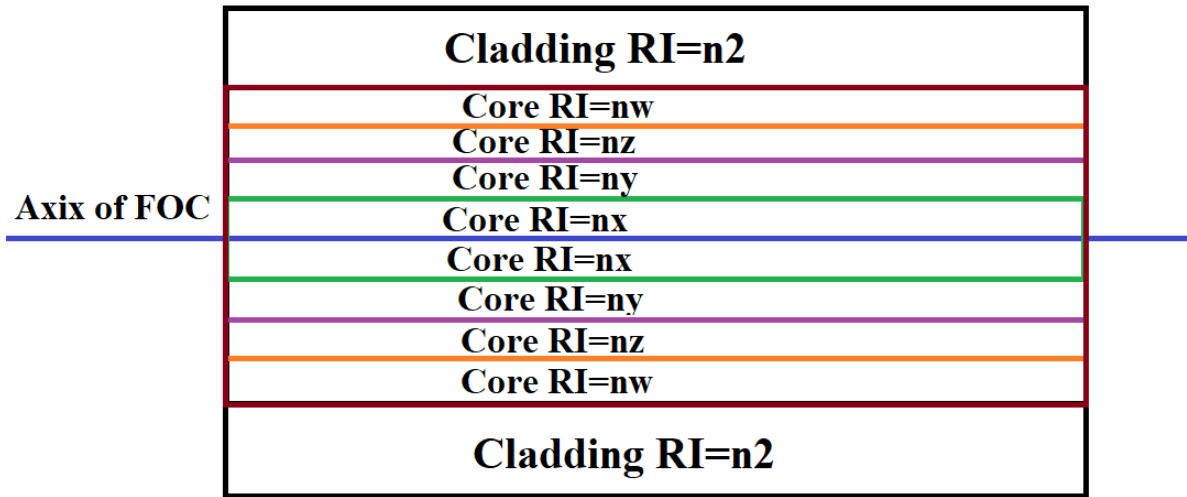 Cladding RI=n2
Core RI=nw
Core RI=nz
Core RI=ny
Axix of FOC
Core RI=nx
Core RI=nx
Core RI=ny
Core RI=nz
Core RI=nw
Cladding RI=n2